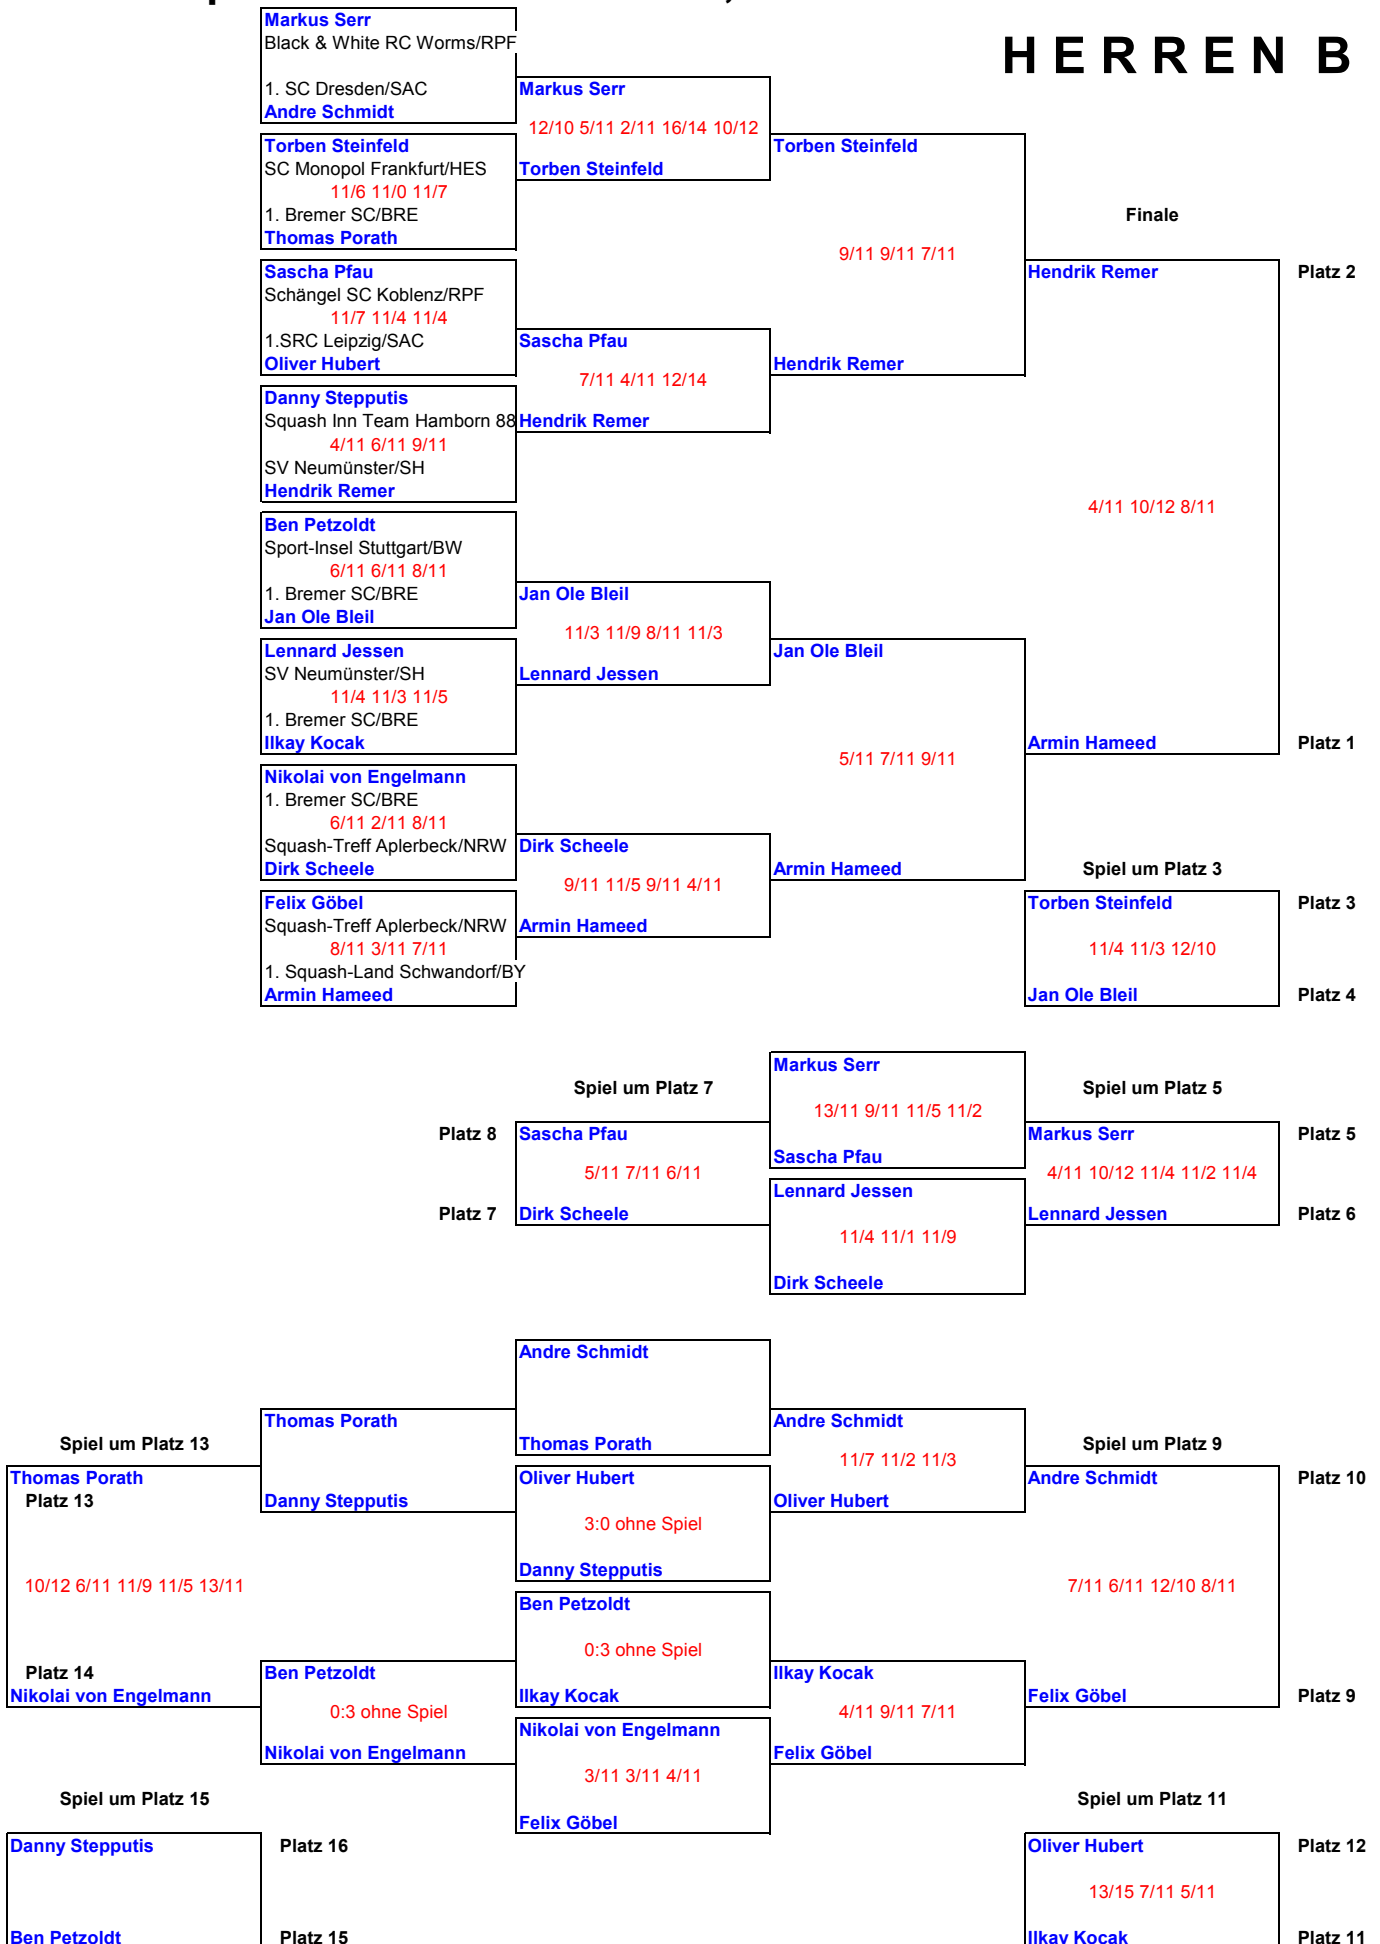 HERREN B
Markus Serr
Black & White RC Worms/RPF
1. SC Dresden/SAC
Andre Schmidt
Torben Steinfeld
SC Monopol Frankfurt/HES
11/6 11/0 11/7
1. Bremer SC/BRE
Thomas Porath
Sascha Pfau
Schängel SC Koblenz/RPF
11/7 11/4 11/4
1.SRC Leipzig/SAC
Oliver Hubert
Danny Stepputis
Squash Inn Team Hamborn 88
4/11 6/11 9/11
SV Neumünster/SH
Hendrik Remer
Ben Petzoldt
Sport-Insel Stuttgart/BW
6/11 6/11 8/11
1. Bremer SC/BRE
Jan Ole Bleil
Lennard Jessen
SV Neumünster/SH
11/4 11/3 11/5
1. Bremer SC/BRE
Ilkay Kocak
Nikolai von Engelmann
1. Bremer SC/BRE
6/11 2/11 8/11
Squash-Treff Aplerbeck/NRW
Dirk Scheele
Felix Göbel
Squash-Treff Aplerbeck/NRW
8/11 3/11 7/11
1. Squash-Land Schwandorf/BY
Armin Hameed
Markus Serr
12/10 5/11 2/11 16/14 10/12
Torben Steinfeld
Sascha Pfau
7/11 4/11 12/14
Hendrik Remer
Jan Ole Bleil
11/3 11/9 8/11 11/3
Lennard Jessen
Dirk Scheele
9/11 11/5 9/11 4/11
Armin Hameed
Torben Steinfeld
9/11 9/11 7/11
Hendrik Remer
Jan Ole Bleil
5/11 7/11 9/11
Armin Hameed
Finale
Hendrik Remer
Platz 2
4/11 10/12 8/11
Armin Hameed
Platz 1
Spiel um Platz 3
Torben Steinfeld
Platz 3
11/4 11/3 12/10
Jan Ole Bleil
Platz 4
Markus Serr
13/11 9/11 11/5 11/2
Sascha Pfau
Lennard Jessen
11/4 11/1 11/9
Dirk Scheele
Spiel um Platz 7
Platz 8
Sascha Pfau
5/11 7/11 6/11
Platz 7
Dirk Scheele
Spiel um Platz 5
Markus Serr
Platz 5
4/11 10/12 11/4 11/2 11/4
Lennard Jessen
Platz 6
Andre Schmidt
Thomas Porath
Oliver Hubert
3:0 ohne Spiel
Danny Stepputis
Ben Petzoldt
0:3 ohne Spiel
Ilkay Kocak
Nikolai von Engelmann
3/11 3/11 4/11
Felix Göbel
Thomas Porath
Danny Stepputis
Ben Petzoldt
0:3 ohne Spiel
Nikolai von Engelmann
Spiel um Platz 13
Thomas Porath
Platz 13
10/12 6/11 11/9 11/5 13/11
Platz 14
Nikolai von Engelmann
Spiel um Platz 15
Danny Stepputis
Platz 16
Ben Petzoldt
Platz 15
Andre Schmidt
11/7 11/2 11/3
Oliver Hubert
Ilkay Kocak
4/11 9/11 7/11
Felix Göbel
Spiel um Platz 9
Andre Schmidt
Platz 10
7/11 6/11 12/10 8/11
Felix Göbel
Platz 9
Spiel um Platz 11
Oliver Hubert
Platz 12
13/15 7/11 5/11
Ilkay Kocak
Platz 11